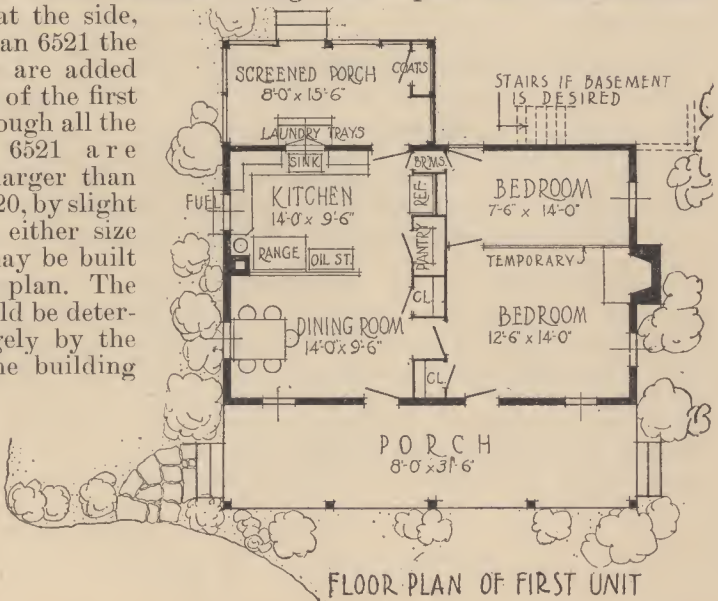 at the side,
an 6521 the
are added
of the first
ough all the
6521 are
arger than
20, by slight
either size
nay be built
plan. The
ld be deter-
gely by the
ne building
SCREENED PORCH
8'-0" x 15'-6"
COATS
STAIRS IF BASEMENT
IS DESIRED
LAUNDRY TRAYS
SINK
BRMS.
FUEL
KITCHEN
14'-0" x 9'-6"
REF.
BEDROOM
7'-6" x 14'-0"
RANGE
OIL ST.
PANTRY
TEMPORARY
CL.
DINING ROOM
14'-0" x 9'-6"
BEDROOM
12'-6" x 14'-0"
CL.
PORCH
8'-0" x 31'-6"
FLOOR PLAN OF FIRST UNIT